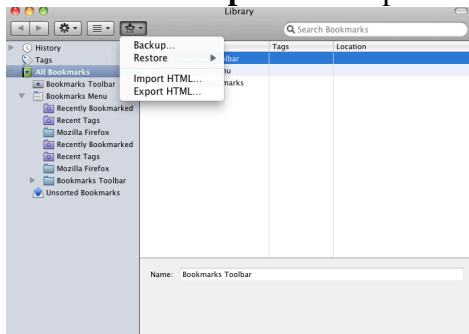 Library
Search Bookmarks
Backup...
Restore
Import HTML...
Export HTML...
Tags
Location
History
Tags
All Bookmarks
Bookmarks Toolbar
Bookmarks Menu
Recently Bookmarked
Recent Tags
Mozilla Firefox
Recently Bookmarked
Recent Tags
Mozilla Firefox
Bookmarks Toolbar
Unsorted Bookmarks
Name: Bookmarks Toolbar